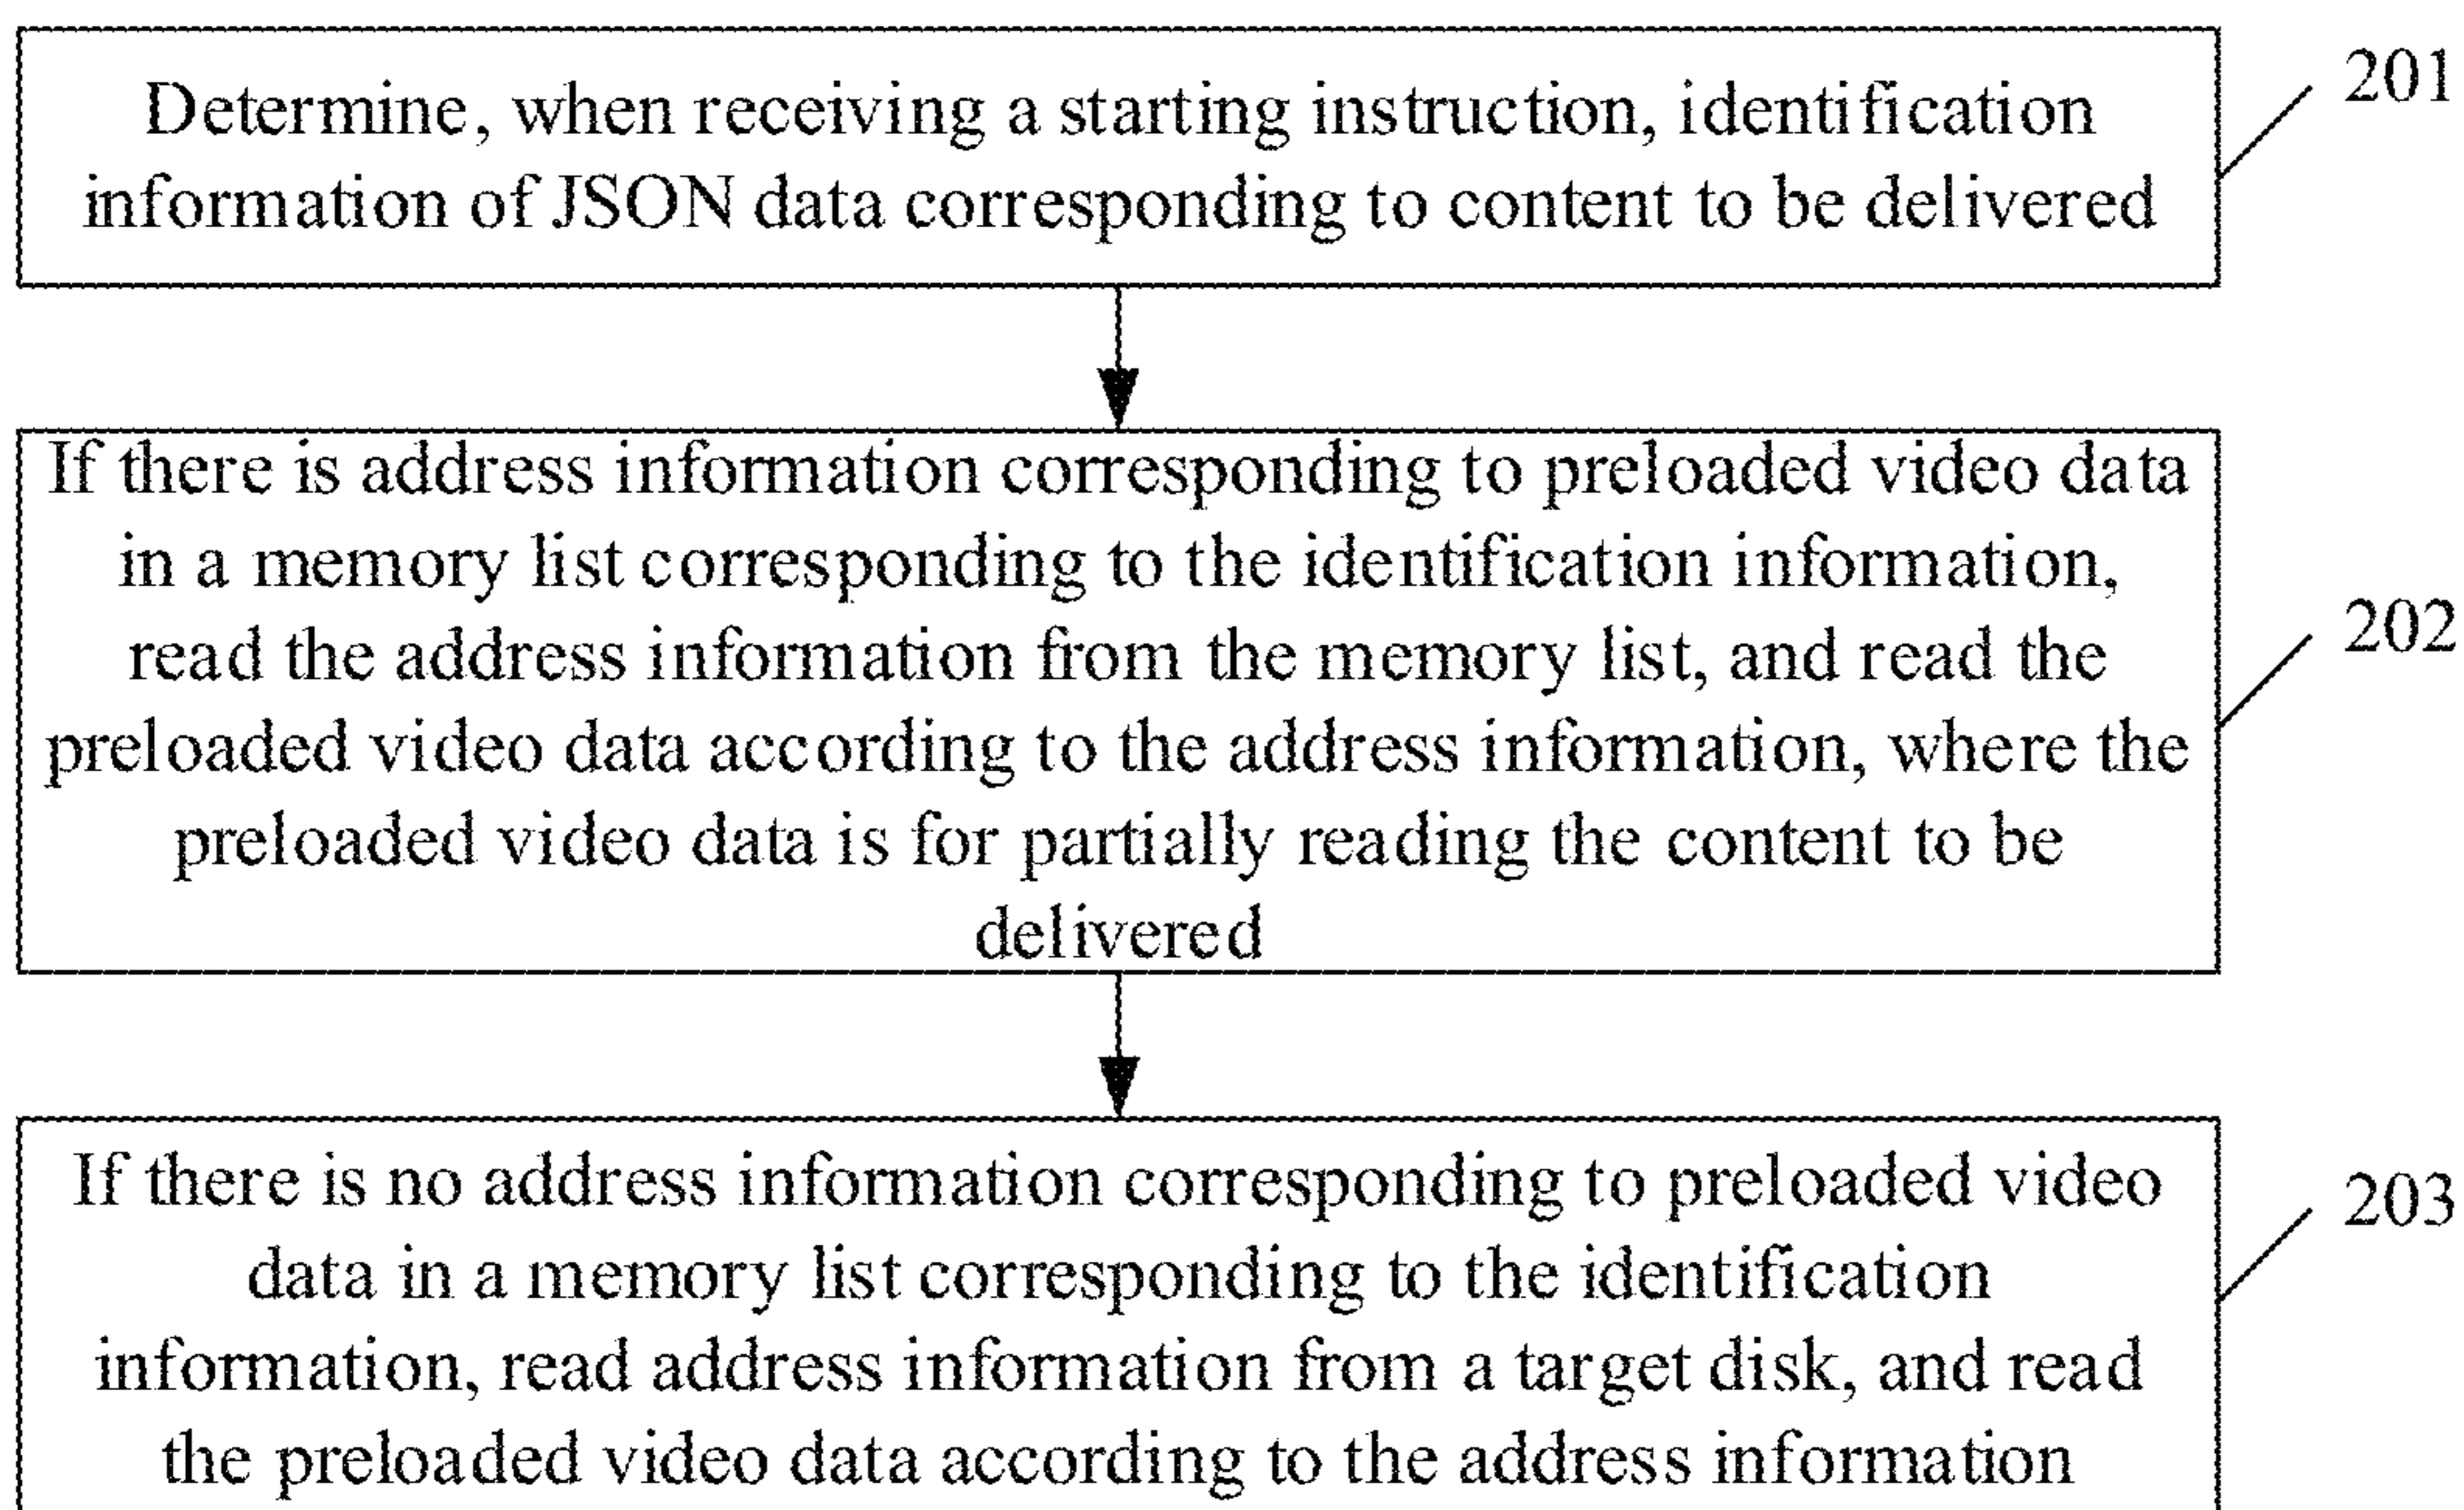 Determine, when receiving a starting instruction, identification
information of JSON data corresponding to content to be delivered
201
If there is address information corresponding to preloaded video data
in a memory list corresponding to the identification information,
read the address information from the memory list, and read the
preloaded video data according to the address information, where the
preloaded video data is for partially reading the content to be
delivered
202
If there is no address information corresponding to preloaded video
data in a memory list corresponding to the identification
information, read address information from a target disk, and read
the preloaded video data according to the address information
203